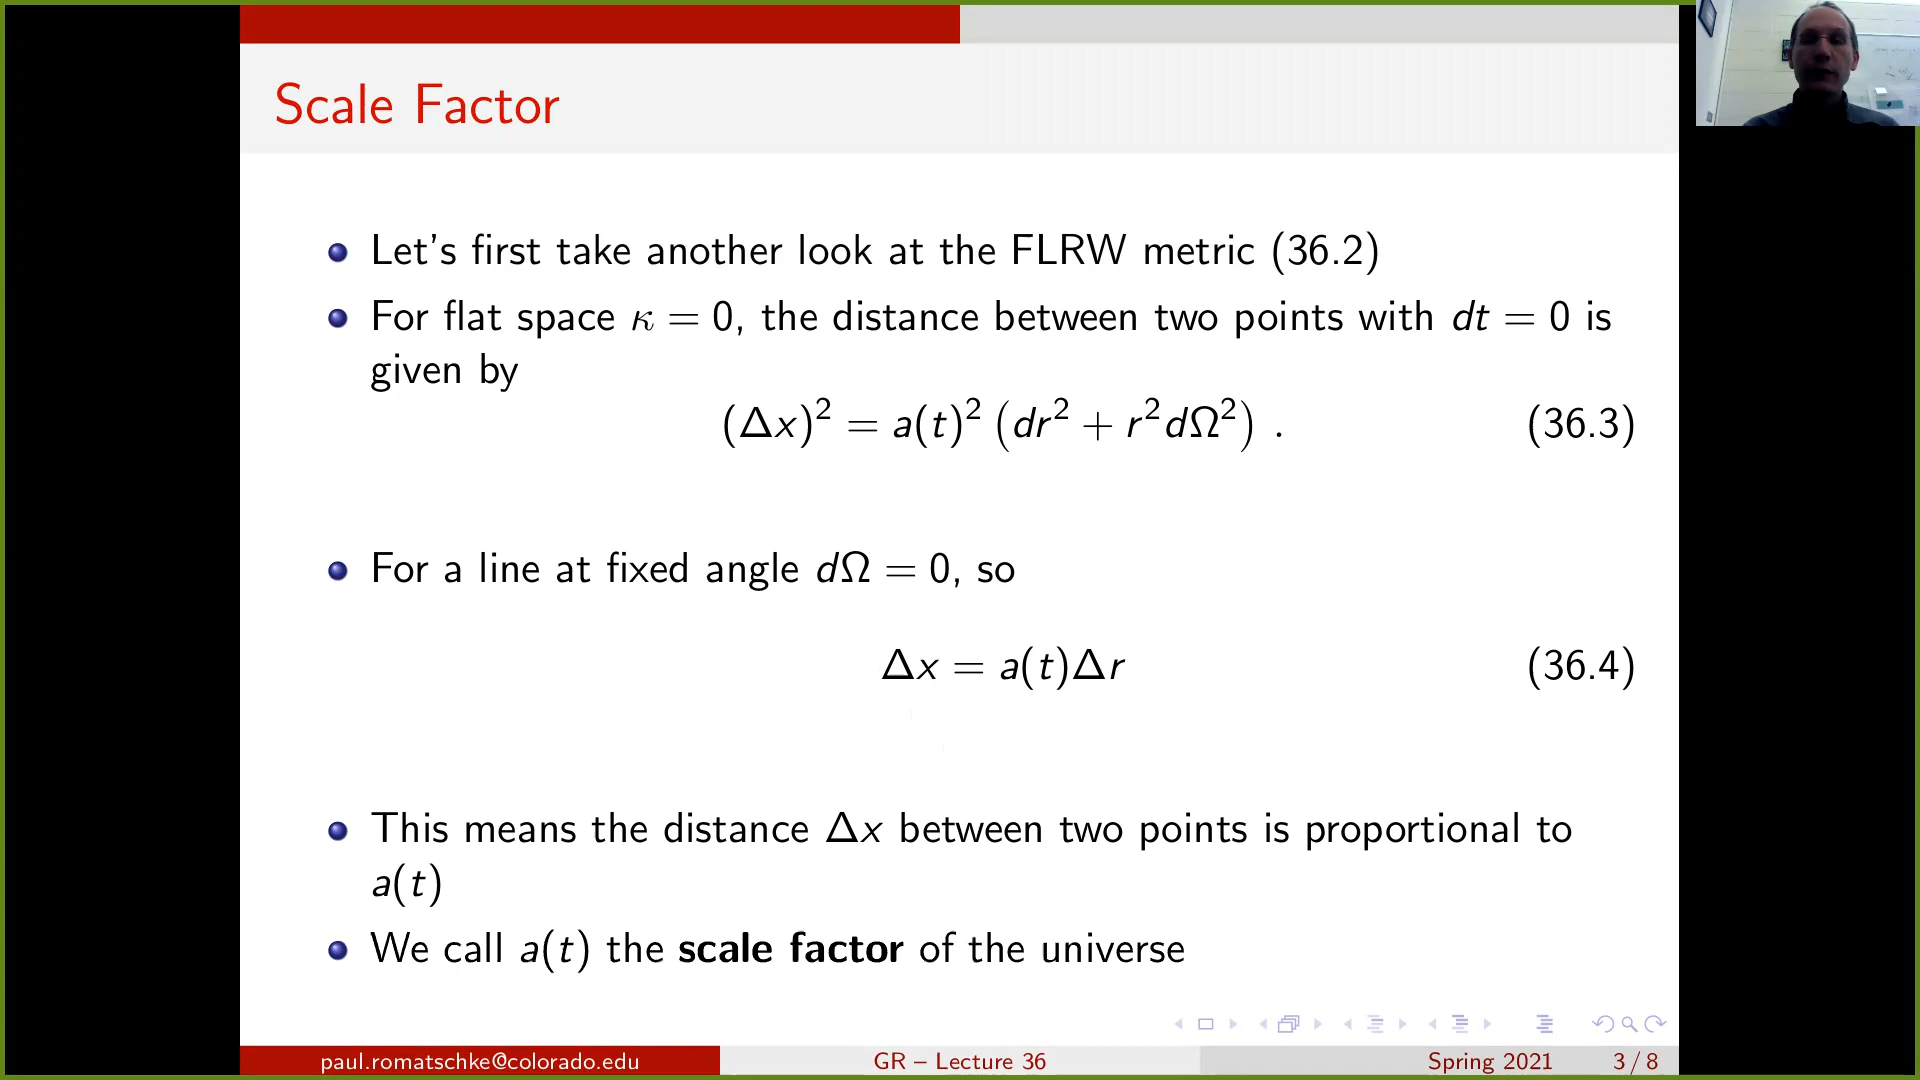 Scale Factor
Let's first take another look at the FLRW metric (36.2)
For flat space κ = 0, the distance between two points with dt = 0 is
given by
(Δx)² = a(t)² (dr² + r²dΩ²) . (36.3)
For a line at fixed angle dΩ = 0, so
Δx = a(t)Δr (36.4)
This means the distance Δx between two points is proportional to
a(t)
We call a(t) the scale factor of the universe
paul.romatschke@colorado.edu GR – Lecture 36 Spring 2021 3 / 8